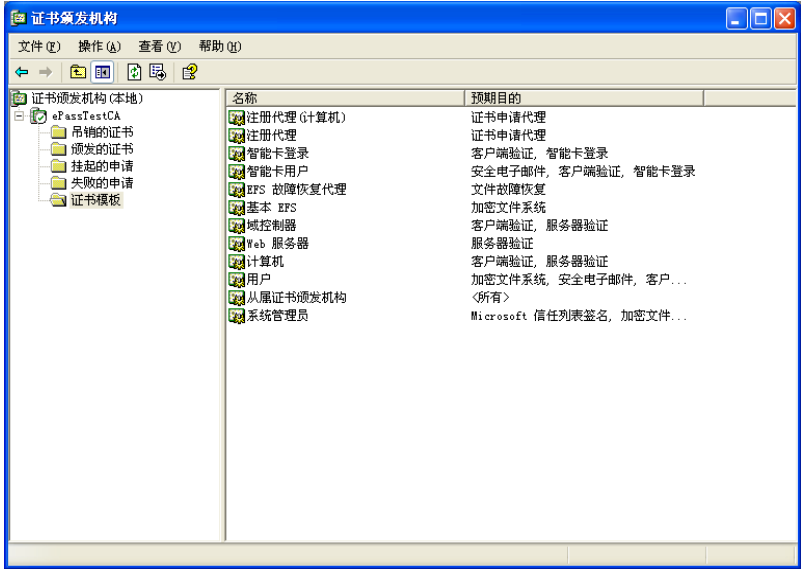 证书颁发机构
文件(F) 操作(A) 查看(V) 帮助(H)
证书颁发机构(本地)
ePassTestCA
吊销的证书
颁发的证书
挂起的申请
失败的申请
证书模板
名称 预期目的
注册代理(计算机) 证书申请代理
注册代理 证书申请代理
智能卡登录 客户端验证, 智能卡登录
智能卡用户 安全电子邮件, 客户端验证, 智能卡登录
EFS 故障恢复代理 文件故障恢复
基本 EFS 加密文件系统
域控制器 客户端验证, 服务器验证
Web 服务器 服务器验证
计算机 客户端验证, 服务器验证
用户 加密文件系统, 安全电子邮件, 客户...
从属证书颁发机构 <所有>
系统管理员 Microsoft 信任列表签名, 加密文件...